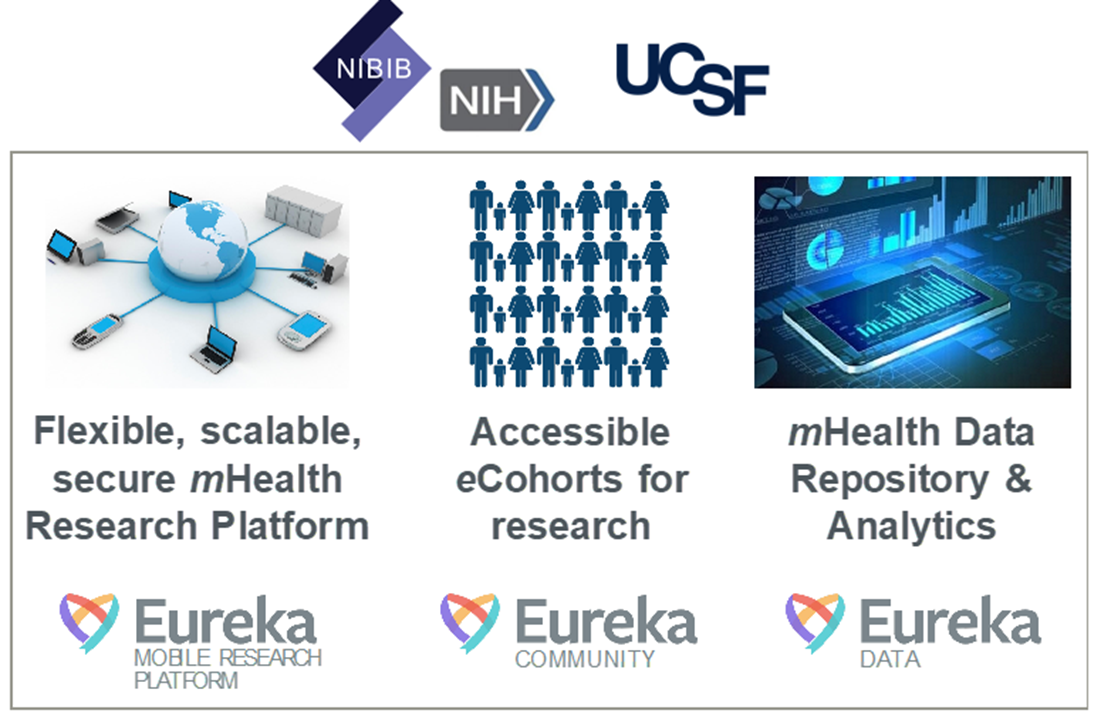 NIBIB
NIH
UCSF
Flexible, scalable,
secure mHealth
Research Platform
Accessible
eCohorts for
research
mHealth Data
Repository &
Analytics
Eureka
MOBILE RESEARCH
PLATFORM
Eureka
COMMUNITY
Eureka
DATA